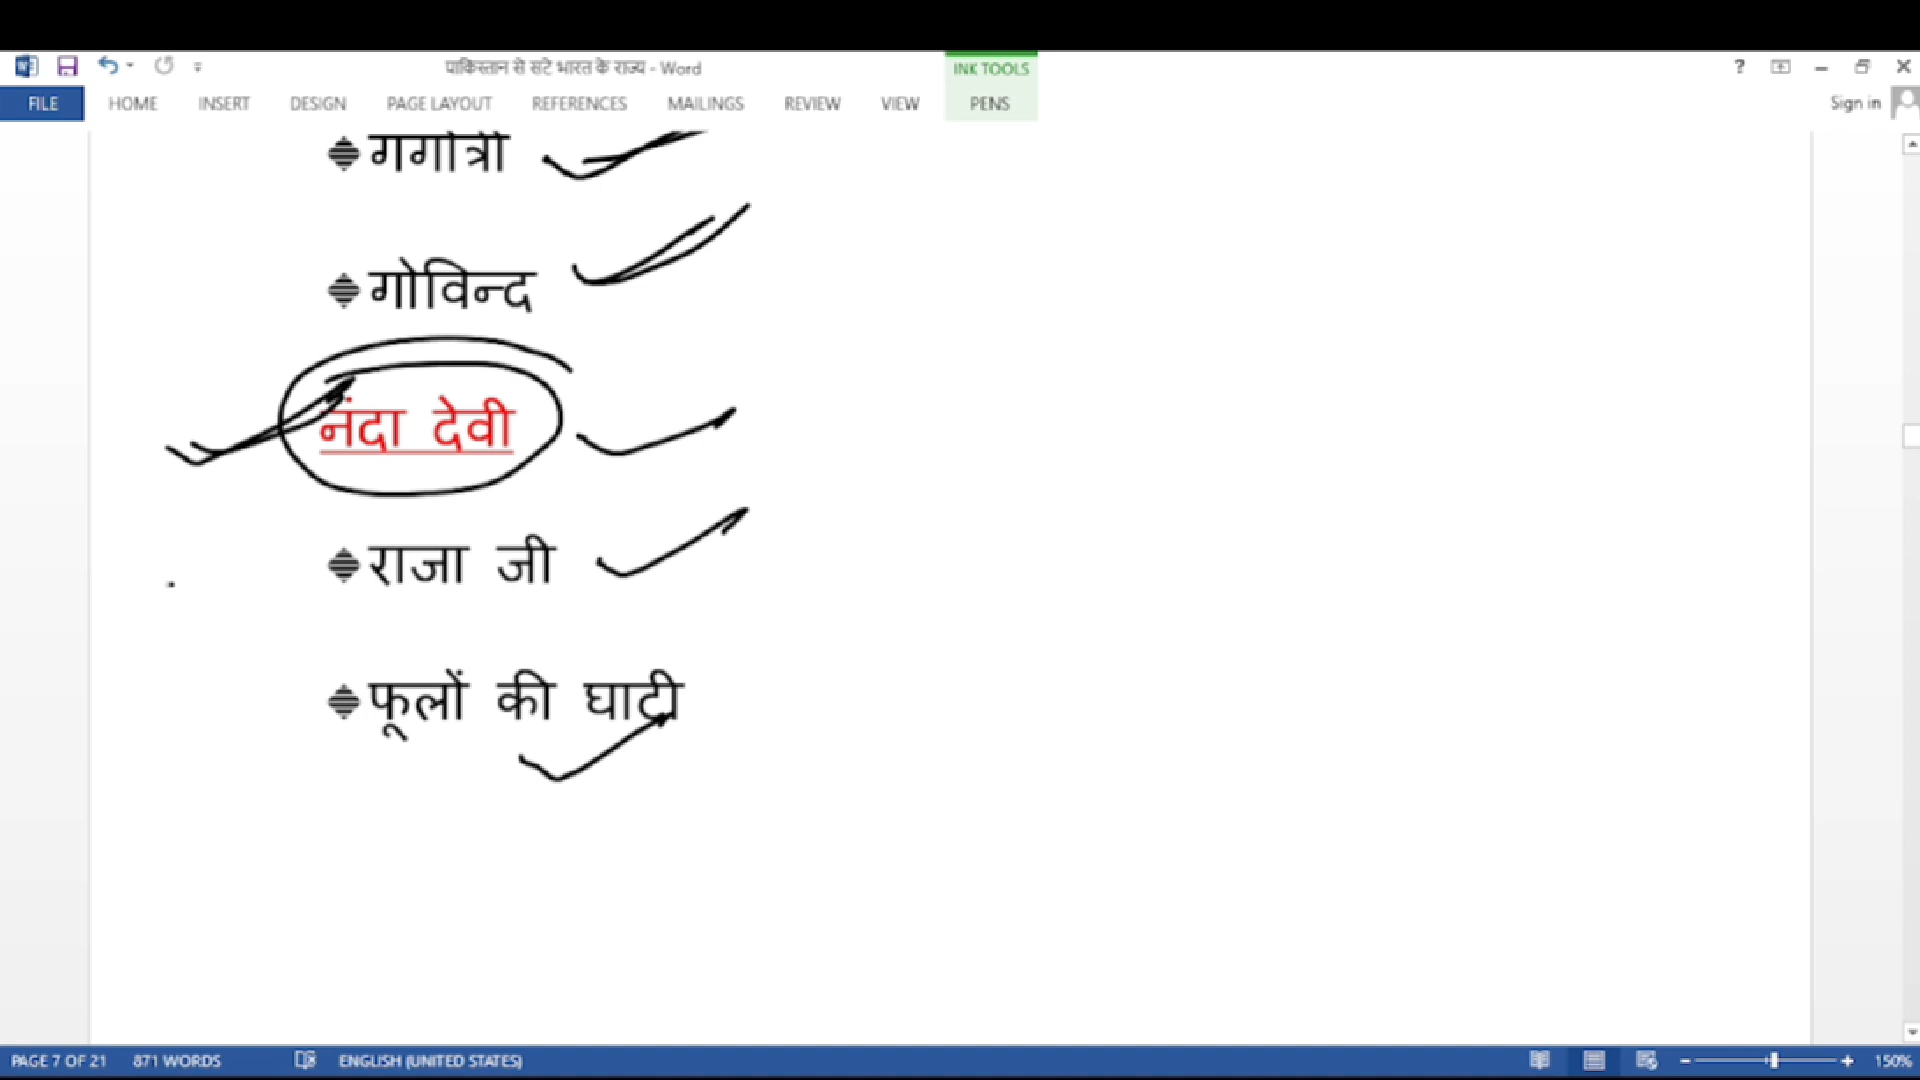 पाकिस्तान से सटे भारत के राज्य - Word
INK TOOLS
?
FILE
HOME
INSERT
DESIGN
PAGE LAYOUT
REFERENCES
MAILINGS
REVIEW
VIEW
PENS
Sign in
गंगोत्री
गोविन्द
नंदा देवी
राजा जी
फूलों की घाटी
PAGE 7 OF 21
871 WORDS
ENGLISH (UNITED STATES)
150%